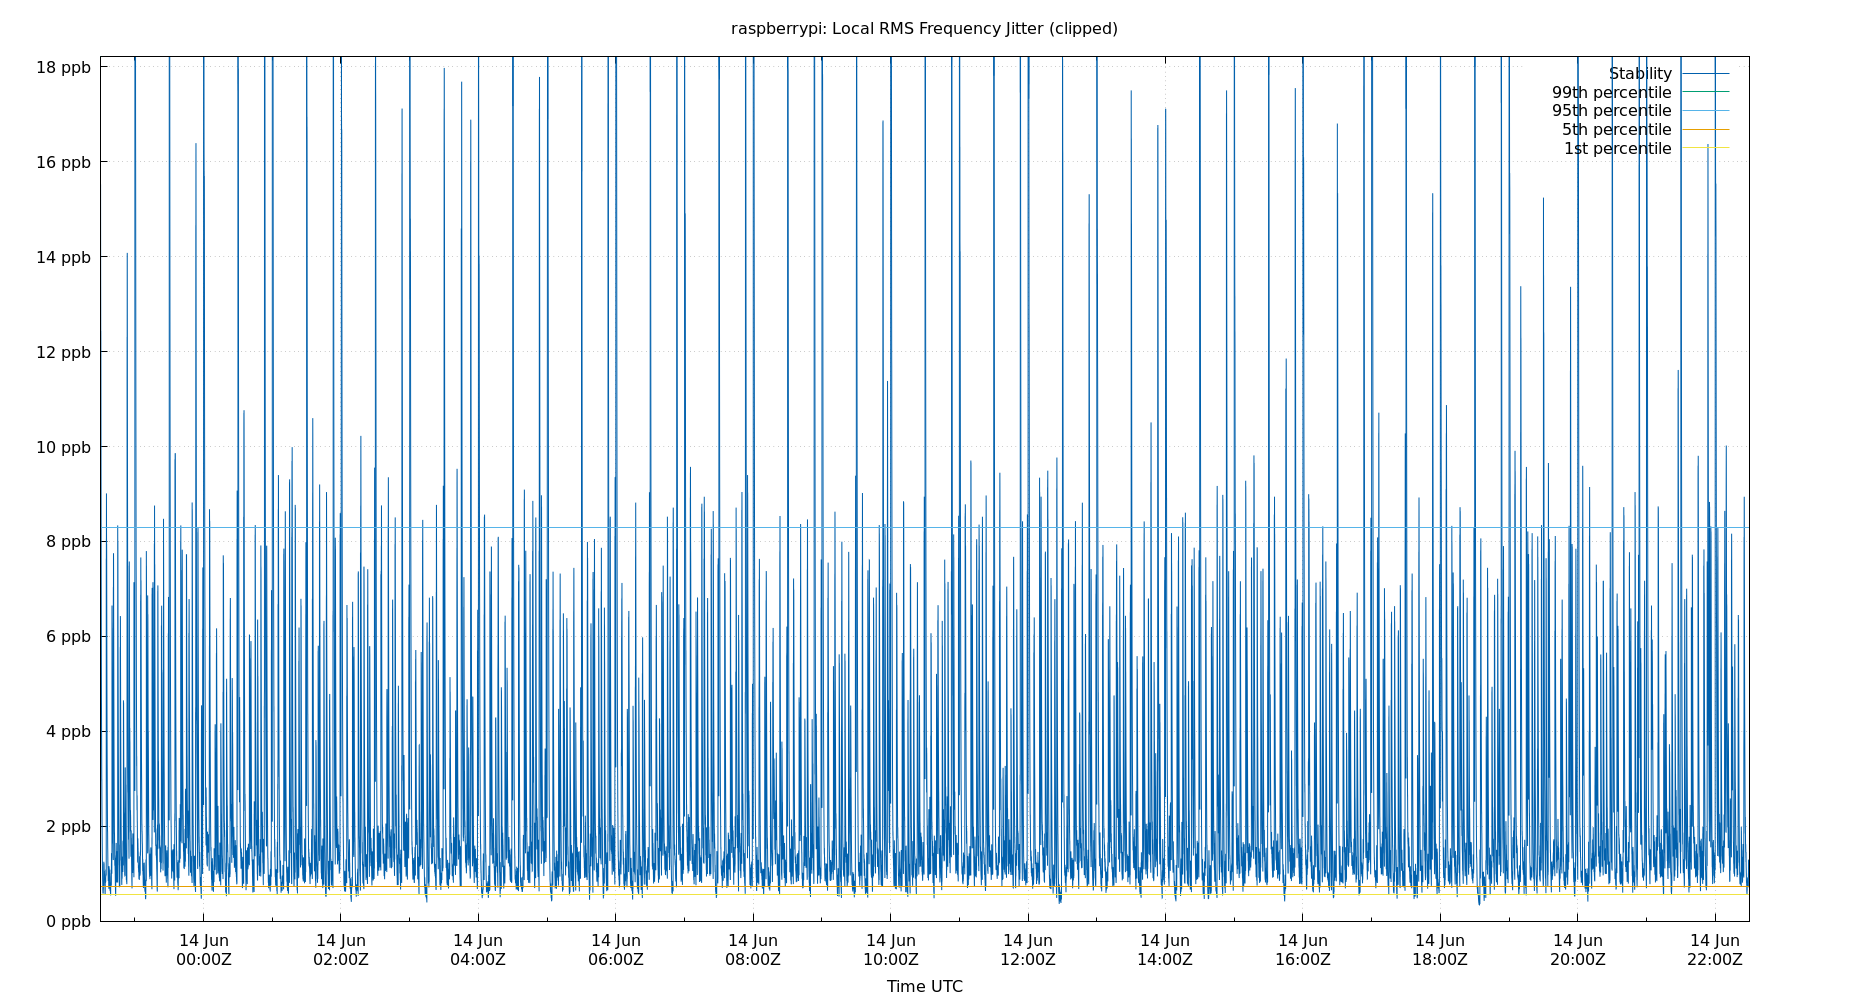 raspberrypi: Local RMS Frequency Jitter (clipped)
18 ppb
16 ppb
14 ppb
12 ppb
10 ppb
8 ppb
6 ppb
4 ppb
2 ppb
0 ppb
Stability
99th percentile
95th percentile
5th percentile
1st percentile
14 Jun 14 Jun 14 Jun 14 Jun 14 Jun 14 Jun 14 Jun 14 Jun 14 Jun 14 Jun 14 Jun 14 Jun
00:00Z 02:00Z 04:00Z 06:00Z 08:00Z 10:00Z 12:00Z 14:00Z 16:00Z 18:00Z 20:00Z 22:00Z
Time UTC